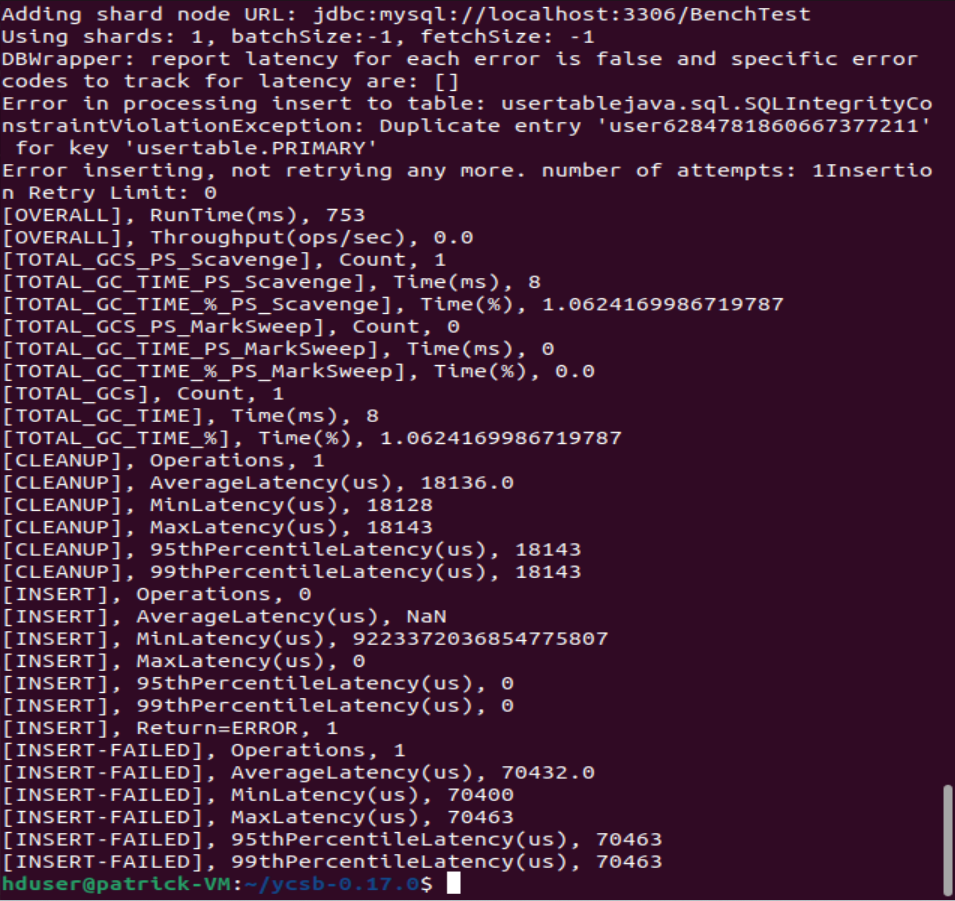 Adding shard node URL: jdbc:mysql://localhost:3306/BenchTest
Using shards: 1, batchSize:-1, fetchSize: -1
DBWrapper: report latency for each error is false and specific error
codes to track for latency are: []
Error in processing insert to table: usertablejava.sql.SQLIntegrityCo
nstraintViolationException: Duplicate entry 'user6284781860667377211'
 for key 'usertable.PRIMARY'
Error inserting, not retrying any more. number of attempts: 1Insertio
n Retry Limit: 0
[OVERALL], RunTime(ms), 753
[OVERALL], Throughput(ops/sec), 0.0
[TOTAL_GCS_PS_Scavenge], Count, 1
[TOTAL_GC_TIME_PS_Scavenge], Time(ms), 8
[TOTAL_GC_TIME_%_PS_Scavenge], Time(%), 1.0624169986719787
[TOTAL_GCS_PS_MarkSweep], Count, 0
[TOTAL_GC_TIME_PS_MarkSweep], Time(ms), 0
[TOTAL_GC_TIME_%_PS_MarkSweep], Time(%), 0.0
[TOTAL_GCs], Count, 1
[TOTAL_GC_TIME], Time(ms), 8
[TOTAL_GC_TIME_%], Time(%), 1.0624169986719787
[CLEANUP], Operations, 1
[CLEANUP], AverageLatency(us), 18136.0
[CLEANUP], MinLatency(us), 18128
[CLEANUP], MaxLatency(us), 18143
[CLEANUP], 95thPercentileLatency(us), 18143
[CLEANUP], 99thPercentileLatency(us), 18143
[INSERT], Operations, 0
[INSERT], AverageLatency(us), NaN
[INSERT], MinLatency(us), 9223372036854775807
[INSERT], MaxLatency(us), 0
[INSERT], 95thPercentileLatency(us), 0
[INSERT], 99thPercentileLatency(us), 0
[INSERT], Return=ERROR, 1
[INSERT-FAILED], Operations, 1
[INSERT-FAILED], AverageLatency(us), 70432.0
[INSERT-FAILED], MinLatency(us), 70400
[INSERT-FAILED], MaxLatency(us), 70463
[INSERT-FAILED], 95thPercentileLatency(us), 70463
[INSERT-FAILED], 99thPercentileLatency(us), 70463
hduser@patrick-VM:~/ycsb-0.17.0$